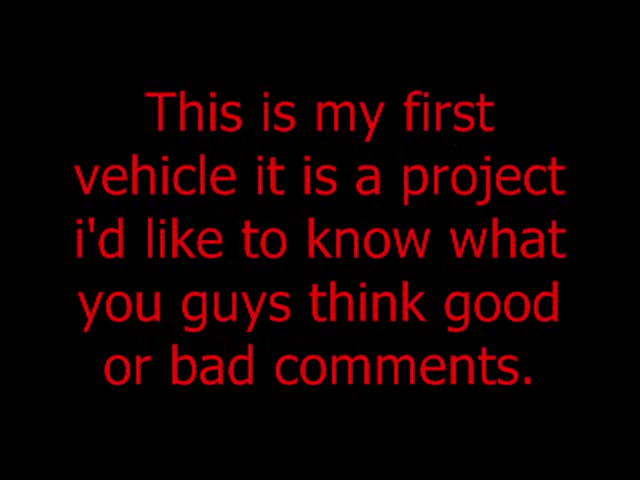 This is my first
vehicle it is a project
i'd like to know what
you guys think good
or bad comments.